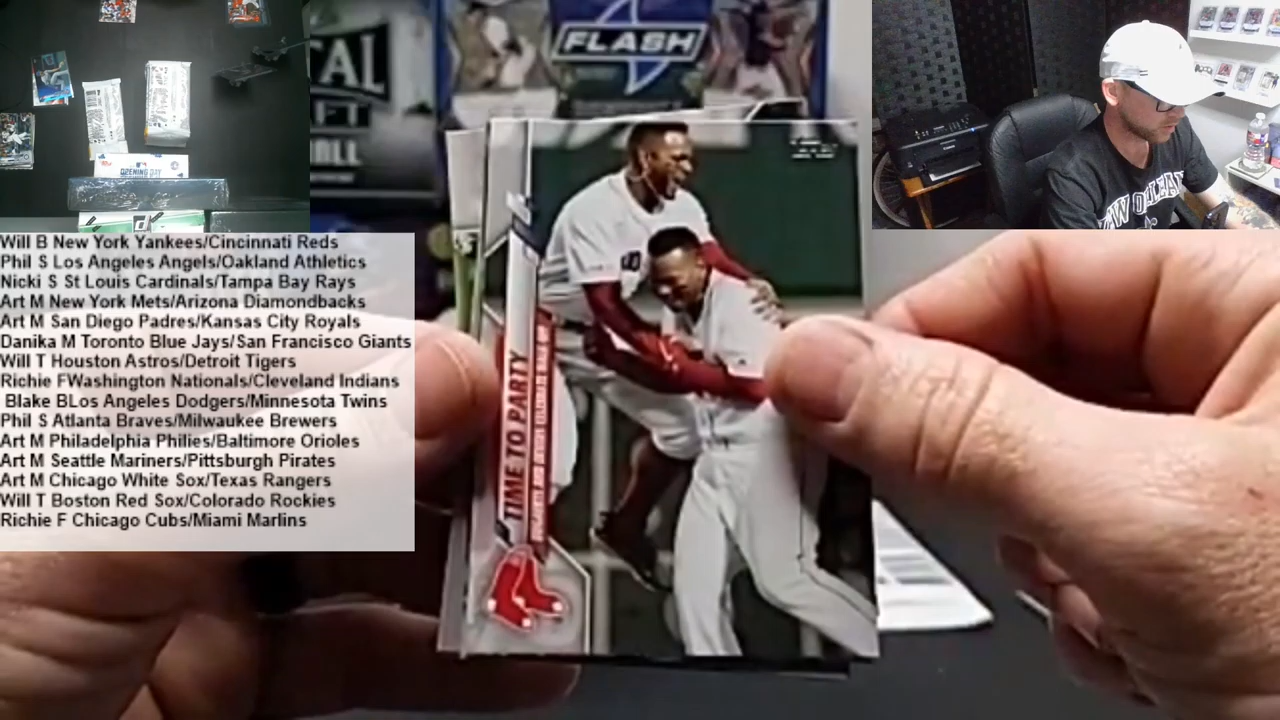 FLASH
OPENING DAY
NEW ORLEAN
Will B New York Yankees/Cincinnati Reds
Phil S Los Angeles Angels/Oakland Athletics
Nicki S St Louis Cardinals/Tampa Bay Rays
Art M New York Mets/Arizona Diamondbacks
Art M San Diego Padres/Kansas City Royals
Danika M Toronto Blue Jays/San Francisco Giants
Will T Houston Astros/Detroit Tigers
Richie FWashington Nationals/Cleveland Indians
Blake BLos Angeles Dodgers/Minnesota Twins
Phil S Atlanta Braves/Milwaukee Brewers
Art M Philadelphia Phillies/Baltimore Orioles
Art M Seattle Mariners/Pittsburgh Pirates
Art M Chicago White Sox/Texas Rangers
Will T Boston Red Sox/Colorado Rockies
Richie F Chicago Cubs/Miami Marlins
TIME TO PARTY